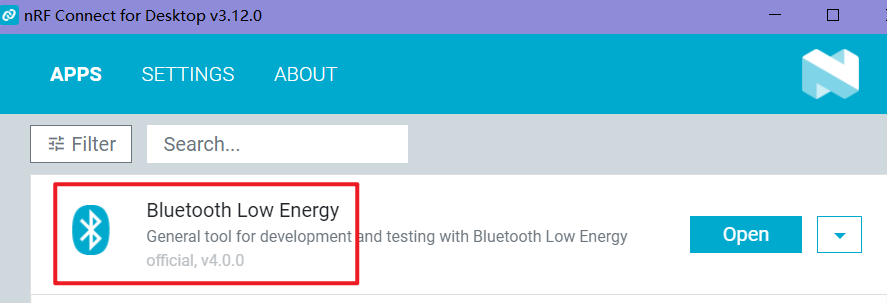 nRF Connect for Desktop v3.12.0
APPS SETTINGS ABOUT
Filter Search...
Bluetooth Low Energy
General tool for development and testing with Bluetooth Low Energy
official, v4.0.0
Open